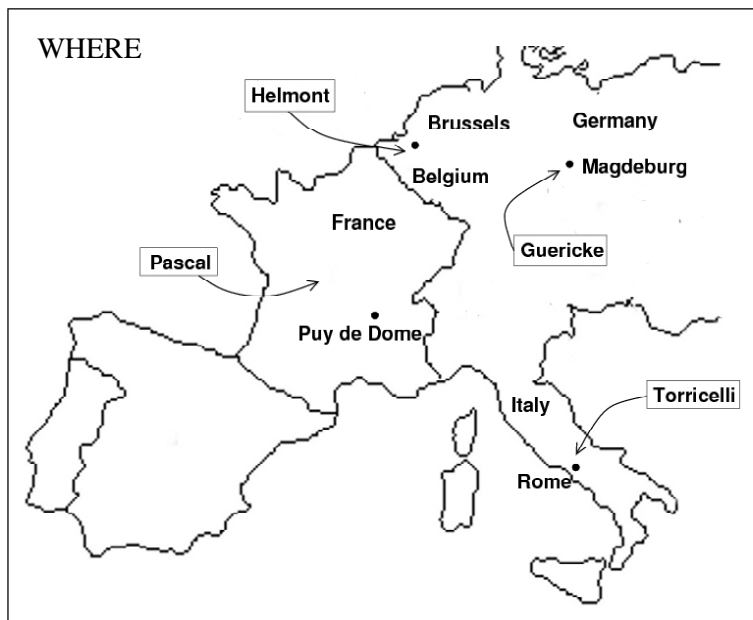 WHERE
Helmont
Brussels
Germany
Belgium
Magdeburg
France
Guericke
Pascal
Puy de Dome
Italy
Torricelli
Rome